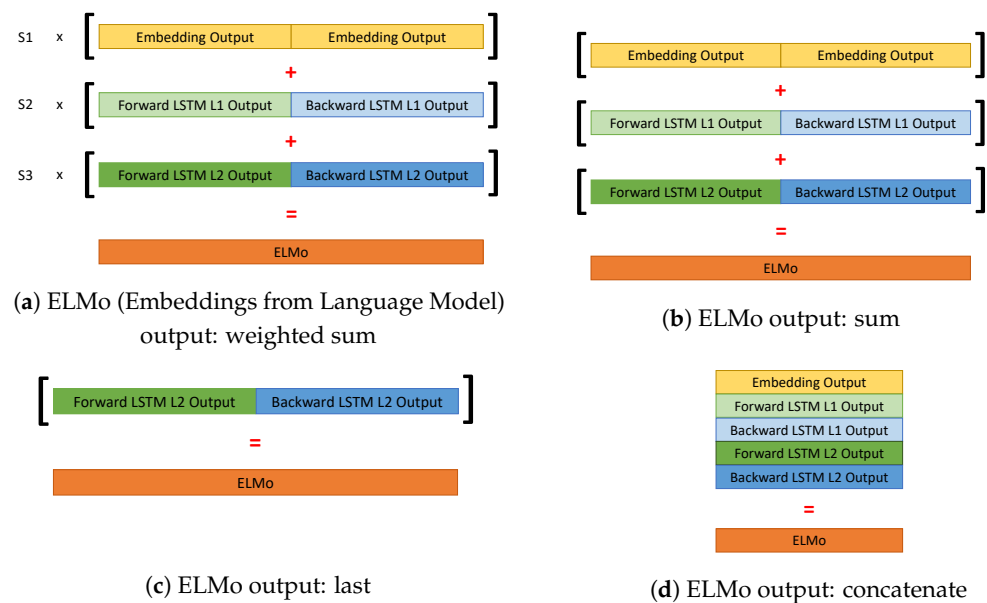 S1 x [ Embedding Output Embedding Output ]
+
S2 x [ Forward LSTM L1 Output Backward LSTM L1 Output ]
+
S3 x [ Forward LSTM L2 Output Backward LSTM L2 Output ]
=
ELMo
(a) ELMo (Embeddings from Language Model)
output: weighted sum
[ Embedding Output Embedding Output ]
+
[ Forward LSTM L1 Output Backward LSTM L1 Output ]
+
[ Forward LSTM L2 Output Backward LSTM L2 Output ]
=
ELMo
(b) ELMo output: sum
[ Forward LSTM L2 Output Backward LSTM L2 Output ]
=
ELMo
(c) ELMo output: last
Embedding Output
Forward LSTM L1 Output
Backward LSTM L1 Output
Forward LSTM L2 Output
Backward LSTM L2 Output
=
ELMo
(d) ELMo output: concatenate